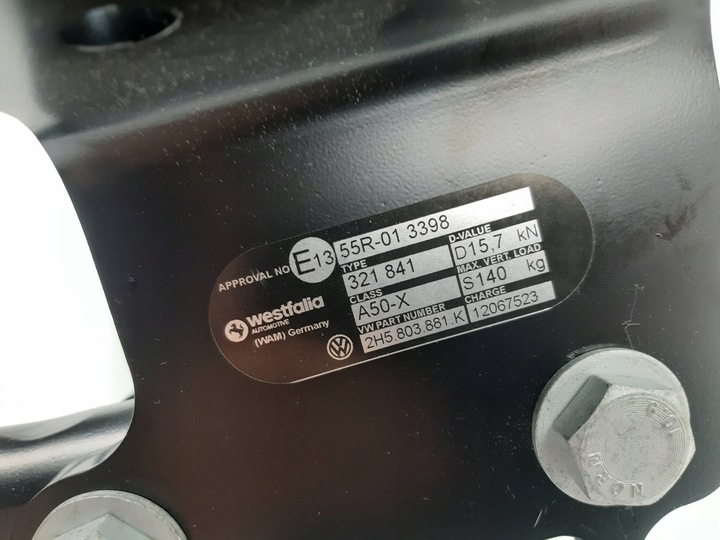 APPROVAL NO E13 55R-01 3398
TYPE D-VALUE
321 841 D15,7 kN
CLASS MAX. VERT. LOAD
A50-X S140 kg
VW PART NUMBER CHARGE
2H5.803.881.K 12067523
westfalia
AUTOMOTIVE
(WAM) Germany
VW